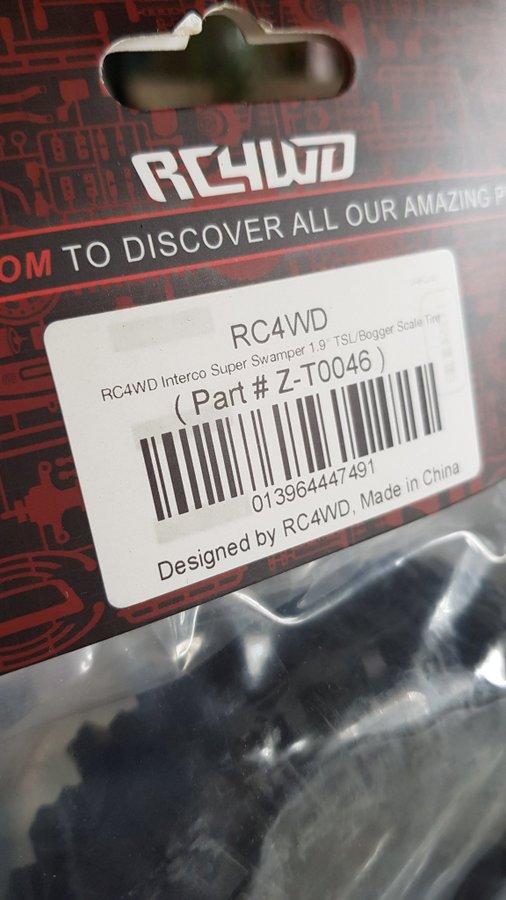 RC4WD
OM TO DISCOVER ALL OUR AMAZING P
RC4WD
RC4WD Interco Super Swamper 1.9" TSL/Bogger Scale Tire
( Part # Z-T0046 )
013964447491
Designed by RC4WD, Made in China